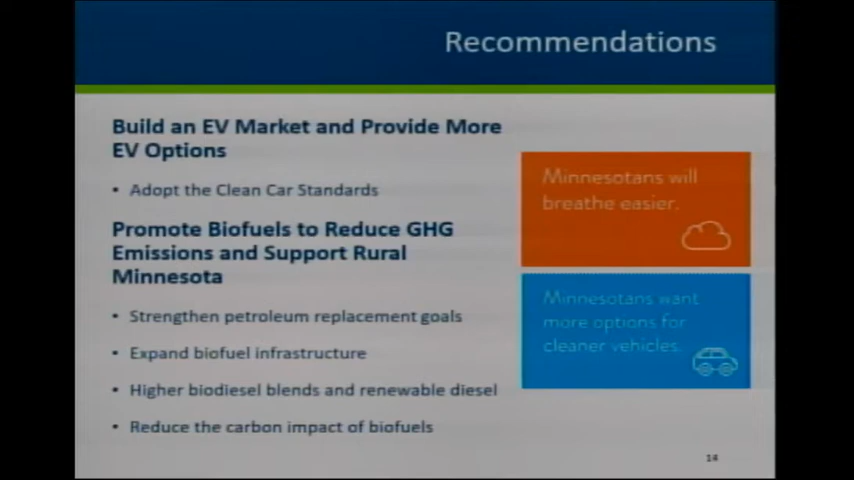 Recommendations
Build an EV Market and Provide More
EV Options
• Adopt the Clean Car Standards
Promote Biofuels to Reduce GHG
Emissions and Support Rural
Minnesota
• Strengthen petroleum replacement goals
• Expand biofuel infrastructure
• Higher biodiesel blends and renewable diesel
• Reduce the carbon impact of biofuels
Minnesotans will
breathe easier.
Minnesotans want
more options for
cleaner vehicles.
14